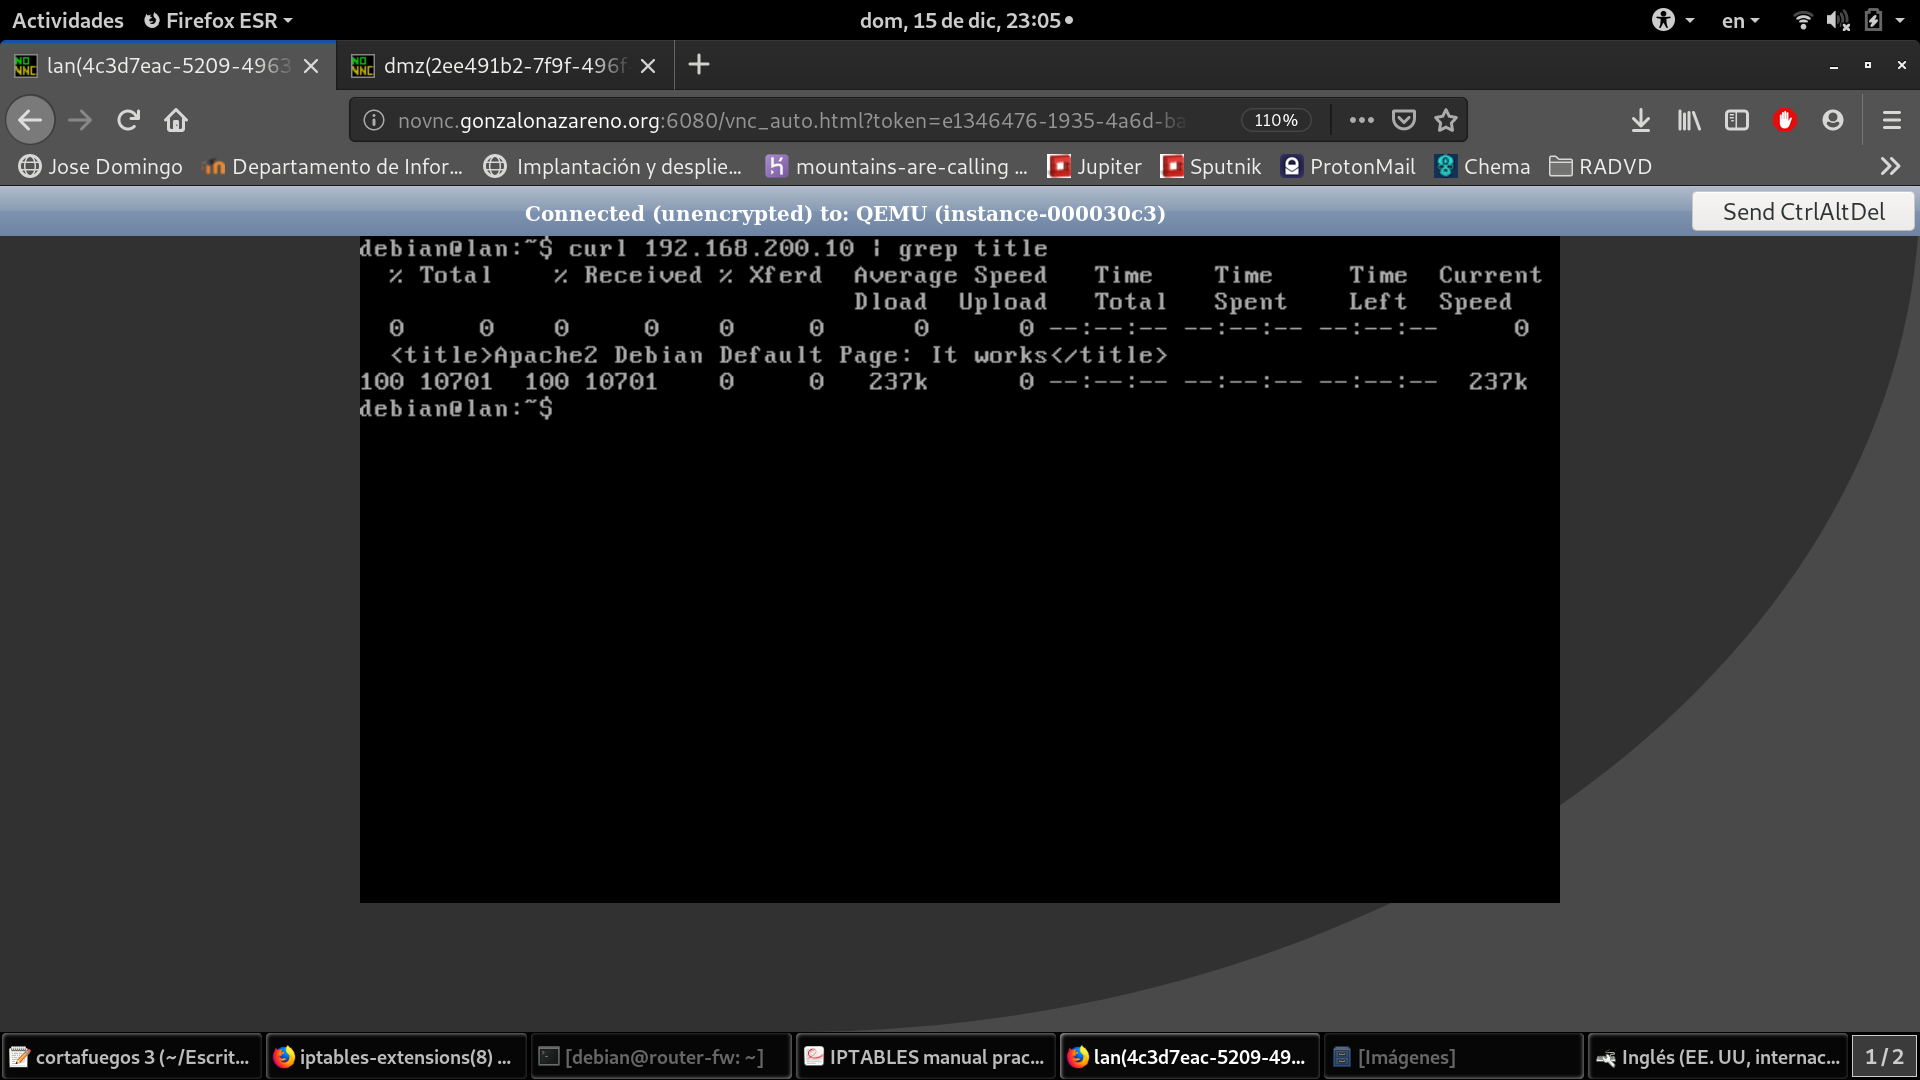 Actividades Firefox ESR dom, 15 de dic, 23:05 en
lan(4c3d7eac-5209-4963 dmz(2ee491b2-7f9f-496f
novnc.gonzalonazareno.org:6080/vnc_auto.html?token=e1346476-1935-4a6d-ba 110%
Jose Domingo Departamento de Infor... Implantación y desplie... mountains-are-calling ... Jupiter Sputnik ProtonMail Chema RADVD
Connected (unencrypted) to: QEMU (instance-000030c3) Send CtrlAltDel
debian@lan:~$ curl 192.168.200.10 | grep title
% Total % Received % Xferd Average Speed Time Time Time Current
Dload Upload Total Spent Left Speed
0 0 0 0 0 0 0 0 --:--:-- --:--:-- --:--:-- 0
<title>Apache2 Debian Default Page: It works</title>
100 10701 100 10701 0 0 237k 0 --:--:-- --:--:-- --:--:-- 237k
debian@lan:~$
cortafuegos 3 (~/Escrit... iptables-extensions(8) ... [debian@router-fw: ~] IPTABLES manual prac... lan(4c3d7eac-5209-49... [Imágenes] Inglés (EE. UU, internac... 1 / 2